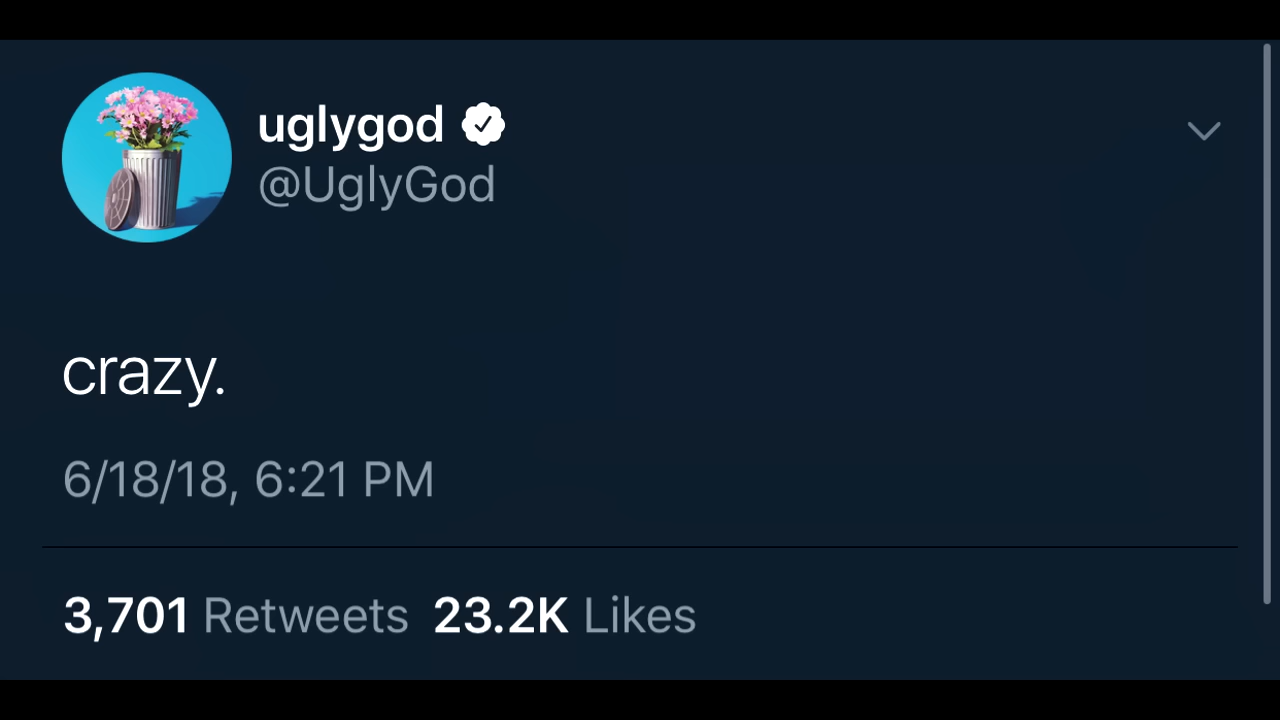 uglygod
@UglyGod
crazy.
6/18/18, 6:21 PM
3,701 Retweets 23.2K Likes